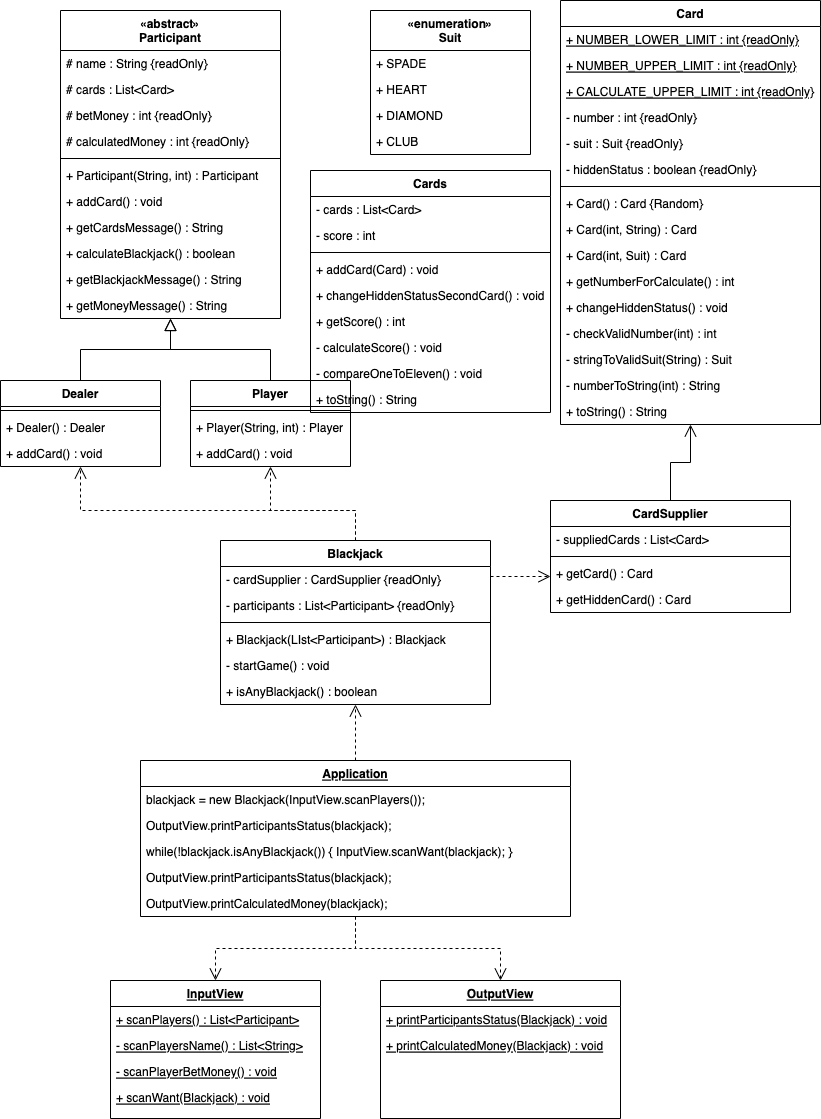 «abstract»
Participant
# name : String {readOnly}
# cards : List<Card>
# betMoney : int {readOnly}
# calculatedMoney : int {readOnly}
+ Participant(String, int) : Participant
+ addCard() : void
+ getCardsMessage() : String
+ calculateBlackjack() : boolean
+ getBlackjackMessage() : String
+ getMoneyMessage() : String
«enumeration»
Suit
+ SPADE
+ HEART
+ DIAMOND
+ CLUB
Card
+ NUMBER_LOWER_LIMIT : int {readOnly}
+ NUMBER_UPPER_LIMIT : int {readOnly}
+ CALCULATE_UPPER_LIMIT : int {readOnly}
- number : int {readOnly}
- suit : Suit {readOnly}
- hiddenStatus : boolean {readOnly}
+ Card() : Card {Random}
+ Card(int, String) : Card
+ Card(int, Suit) : Card
+ getNumberForCalculate() : int
+ changeHiddenStatus() : void
- checkValidNumber(int) : int
- stringToValidSuit(String) : Suit
- numberToString(int) : String
+ toString() : String
Cards
- cards : List<Card>
- score : int
+ addCard(Card) : void
+ changeHiddenStatusSecondCard() : void
+ getScore() : int
- calculateScore() : void
- compareOneToEleven() : void
+ toString() : String
Dealer
+ Dealer() : Dealer
+ addCard() : void
Player
+ Player(String, int) : Player
+ addCard() : void
CardSupplier
- suppliedCards : List<Card>
+ getCard() : Card
+ getHiddenCard() : Card
Blackjack
- cardSupplier : CardSupplier {readOnly}
- participants : List<Participant> {readOnly}
+ Blackjack(LIst<Participant>) : Blackjack
- startGame() : void
+ isAnyBlackjack() : boolean
Application
blackjack = new Blackjack(InputView.scanPlayers());
OutputView.printParticipantsStatus(blackjack);
while(!blackjack.isAnyBlackjack()) { InputView.scanWant(blackjack); }
OutputView.printParticipantsStatus(blackjack);
OutputView.printCalculatedMoney(blackjack);
InputView
+ scanPlayers() : List<Participant>
- scanPlayersName() : List<String>
- scanPlayerBetMoney() : void
+ scanWant(Blackjack) : void
OutputView
+ printParticipantsStatus(Blackjack) : void
+ printCalculatedMoney(Blackjack) : void